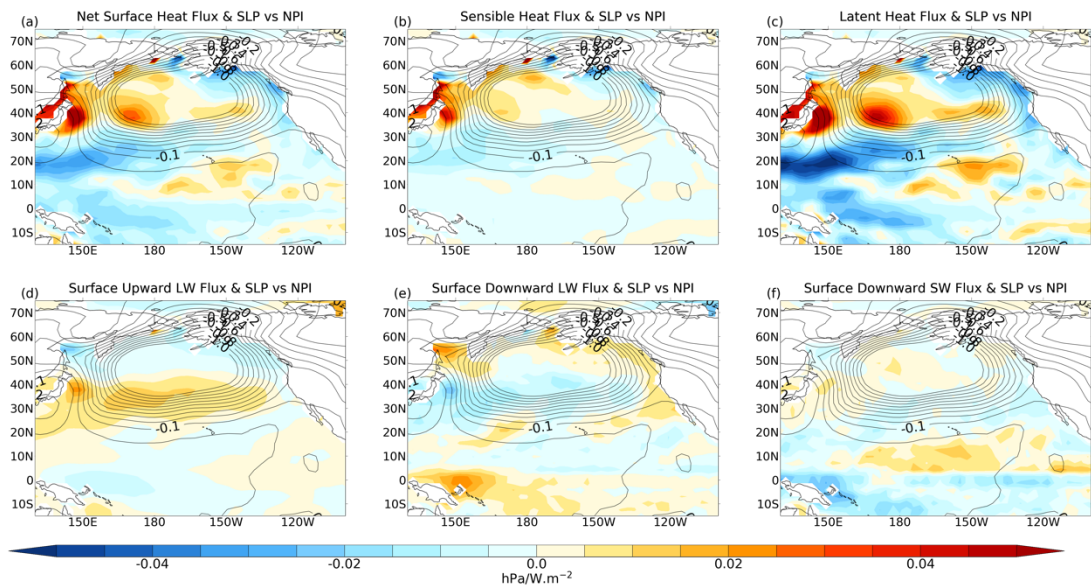 (a) Net Surface Heat Flux & SLP vs NPI
(b) Sensible Heat Flux & SLP vs NPI
(c) Latent Heat Flux & SLP vs NPI
70N
60N
50N
40N
30N
20N
10N
0
10S
-0.1
150E 180 150W 120W
70N
60N
50N
40N
30N
20N
10N
0
10S
-0.1
150E 180 150W 120W
70N
60N
50N
40N
30N
20N
10N
0
10S
-0.1
150E 180 150W 120W
(d) Surface Upward LW Flux & SLP vs NPI
(e) Surface Downward LW Flux & SLP vs NPI
(f) Surface Downward SW Flux & SLP vs NPI
70N
60N
50N
40N
30N
20N
10N
0
10S
-0.1
150E 180 150W 120W
70N
60N
50N
40N
30N
20N
10N
0
10S
-0.1
150E 180 150W 120W
70N
60N
50N
40N
30N
20N
10N
0
10S
-0.1
150E 180 150W 120W
-0.04 -0.02 0.0 0.02 0.04
hPa/W.m−2